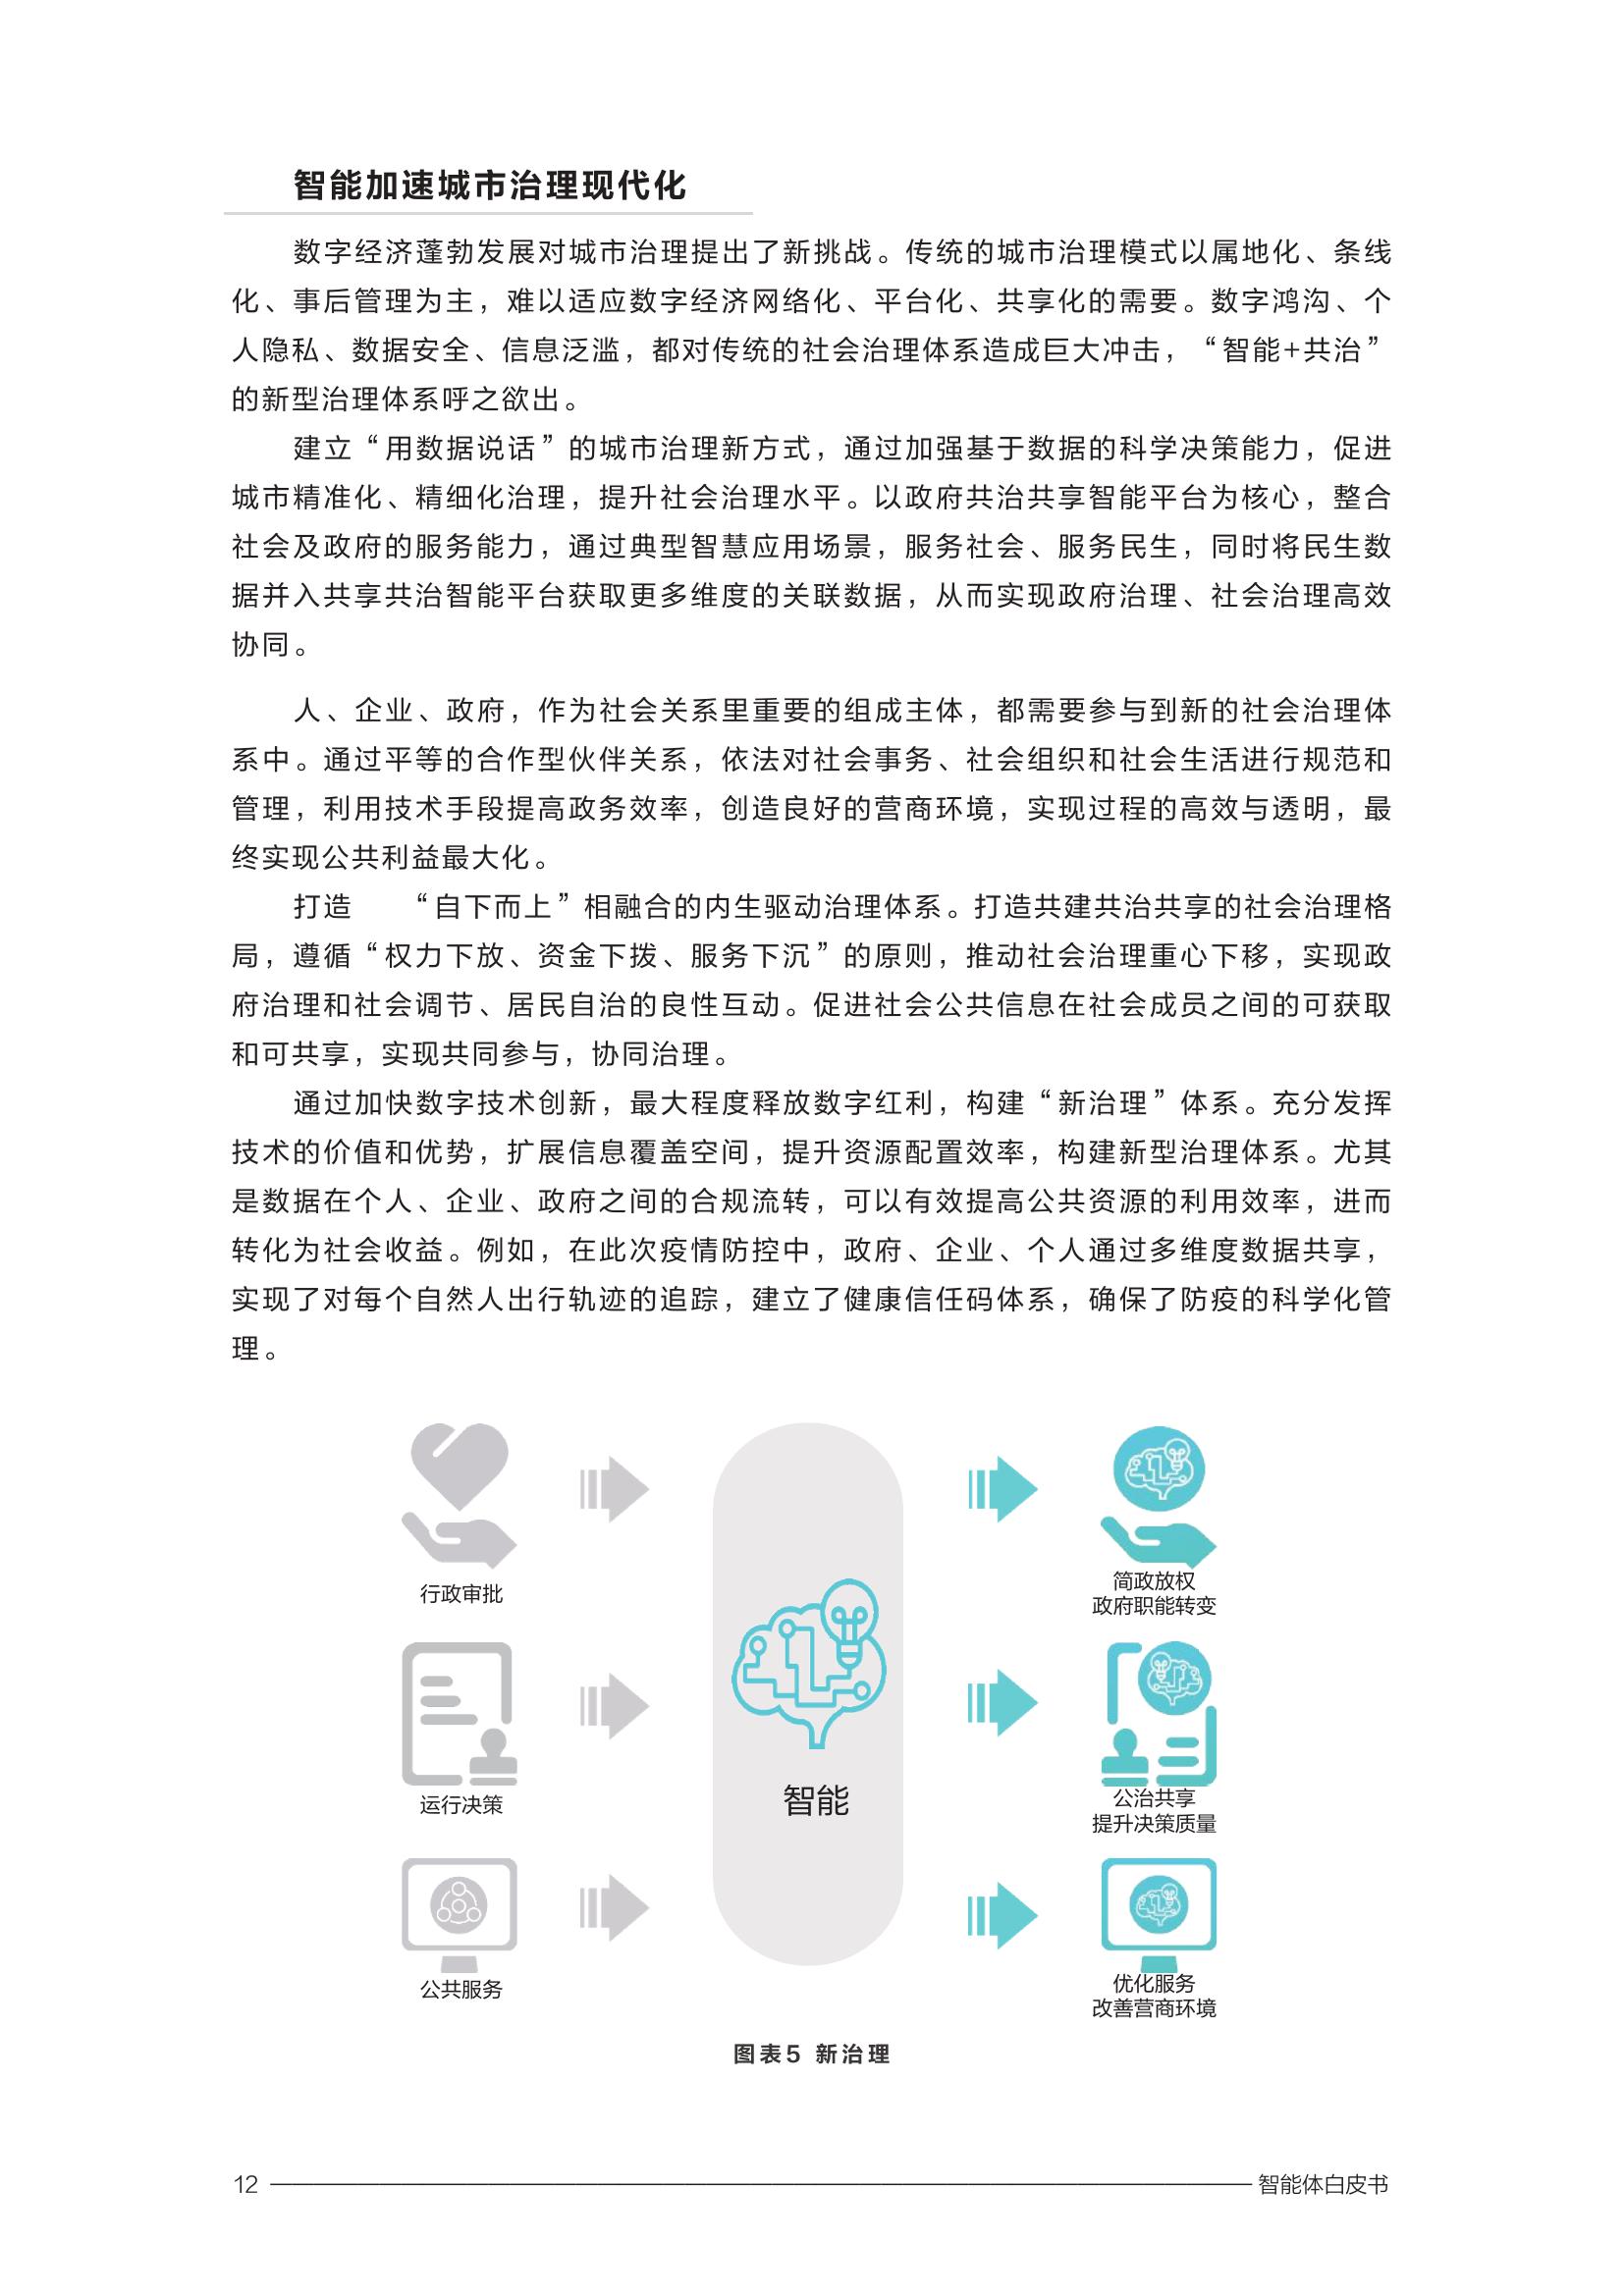 智能加速城市治理现代化
数字经济蓬勃发展对城市治理提出了新挑战。传统的城市治理模式以属地化、条线
化、事后管理为主，难以适应数字经济网络化、平台化、共享化的需要。数字鸿沟、个
人隐私、数据安全、信息泛滥，都对传统的社会治理体系造成巨大冲击，“智能+共治”
的新型治理体系呼之欲出。
建立“用数据说话”的城市治理新方式，通过加强基于数据的科学决策能力，促进
城市精准化、精细化治理，提升社会治理水平。以政府共治共享智能平台为核心，整合
社会及政府的服务能力，通过典型智慧应用场景，服务社会、服务民生，同时将民生数
据并入共享共治智能平台获取更多维度的关联数据，从而实现政府治理、社会治理高效
协同。
人、企业、政府，作为社会关系里重要的组成主体，都需要参与到新的社会治理体
系中。通过平等的合作型伙伴关系，依法对社会事务、社会组织和社会生活进行规范和
管理，利用技术手段提高政务效率，创造良好的营商环境，实现过程的高效与透明，最
终实现公共利益最大化。
打造　　“自下而上”相融合的内生驱动治理体系。打造共建共治共享的社会治理格
局，遵循“权力下放、资金下拨、服务下沉”的原则，推动社会治理重心下移，实现政
府治理和社会调节、居民自治的良性互动。促进社会公共信息在社会成员之间的可获取
和可共享，实现共同参与，协同治理。
通过加快数字技术创新，最大程度释放数字红利，构建“新治理”体系。充分发挥
技术的价值和优势，扩展信息覆盖空间，提升资源配置效率，构建新型治理体系。尤其
是数据在个人、企业、政府之间的合规流转，可以有效提高公共资源的利用效率，进而
转化为社会收益。例如，在此次疫情防控中，政府、企业、个人通过多维度数据共享，
实现了对每个自然人出行轨迹的追踪，建立了健康信任码体系，确保了防疫的科学化管
理。
行政审批
简政放权
政府职能转变
运行决策
智能
公治共享
提升决策质量
公共服务
优化服务
改善营商环境
图表5 新治理
12
智能体白皮书